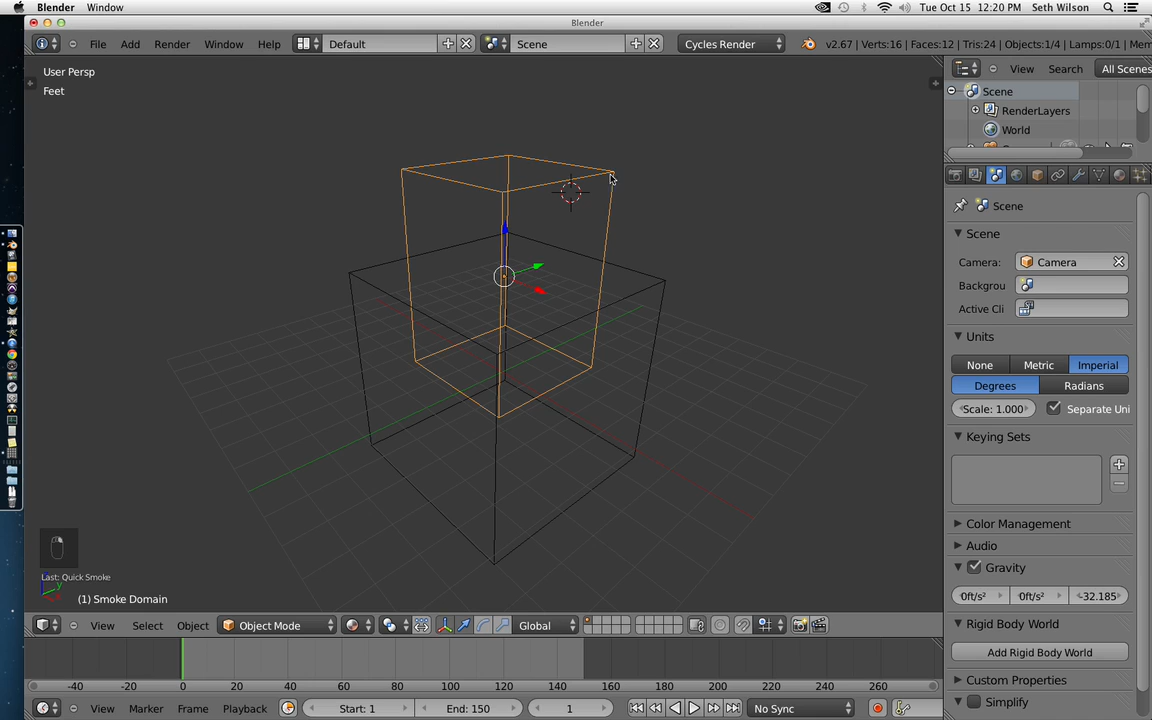 Blender Window Tue Oct 15 12:20 PM Seth Wilson
Blender
File Add Render Window Help Default Scene Cycles Render v2.67 | Verts:16 | Faces:12 | Tris:24 | Objects:1/4 | Lamps:0/1 | Mem
User Persp
Feet
View Search All Scenes
Scene
RenderLayers
World
Scene
Scene
Camera: Camera
Backgrou
Active Cli
Units
None Metric Imperial
Degrees Radians
Scale: 1.000 Separate Uni
Keying Sets
Color Management
Audio
Gravity
0ft/s² 0ft/s² -32.185
Rigid Body World
Add Rigid Body World
Custom Properties
Simplify
Last: Quick Smoke
(1) Smoke Domain
View Select Object Object Mode Global
-40 -20 0 20 40 60 80 100 120 140 160 180 200 220 240 260
View Marker Frame Playback Start: 1 End: 150 1 No Sync